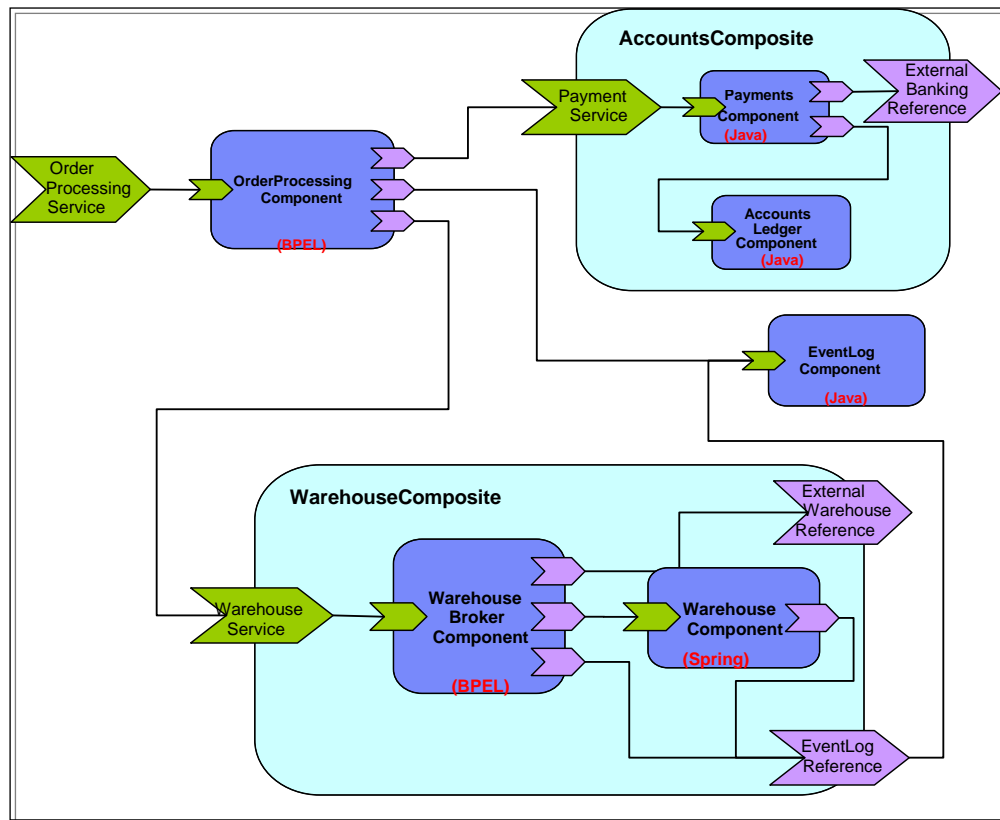 AccountsComposite
External
Banking
Reference
Payment
Service
Payments
Component
(Java)
Order
Processing
Service
OrderProcessing
Component
(BPEL)
Accounts
Ledger
Component
(Java)
EventLog
Component
(Java)
WarehouseComposite
External
Warehouse
Reference
Warehouse
Service
Warehouse
Broker
Component
(BPEL)
Warehouse
Component
(Spring)
EventLog
Reference